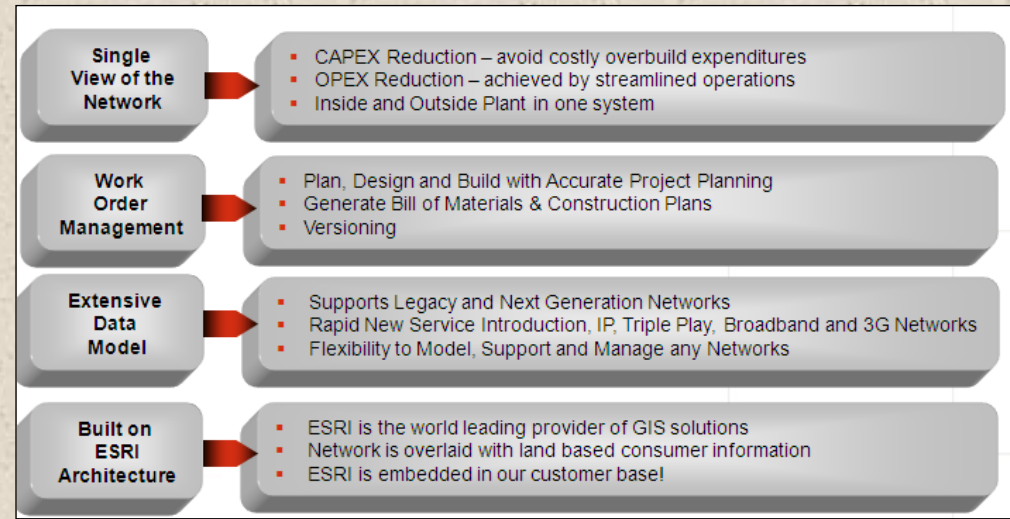 Single
View of the
Network
▪ CAPEX Reduction – avoid costly overbuild expenditures
▪ OPEX Reduction – achieved by streamlined operations
▪ Inside and Outside Plant in one system
Work
Order
Management
▪ Plan, Design and Build with Accurate Project Planning
▪ Generate Bill of Materials & Construction Plans
▪ Versioning
Extensive
Data
Model
▪ Supports Legacy and Next Generation Networks
▪ Rapid New Service Introduction, IP, Triple Play, Broadband and 3G Networks
▪ Flexibility to Model, Support and Manage any Networks
Built on
ESRI
Architecture
▪ ESRI is the world leading provider of GIS solutions
▪ Network is overlaid with land based consumer information
▪ ESRI is embedded in our customer base!